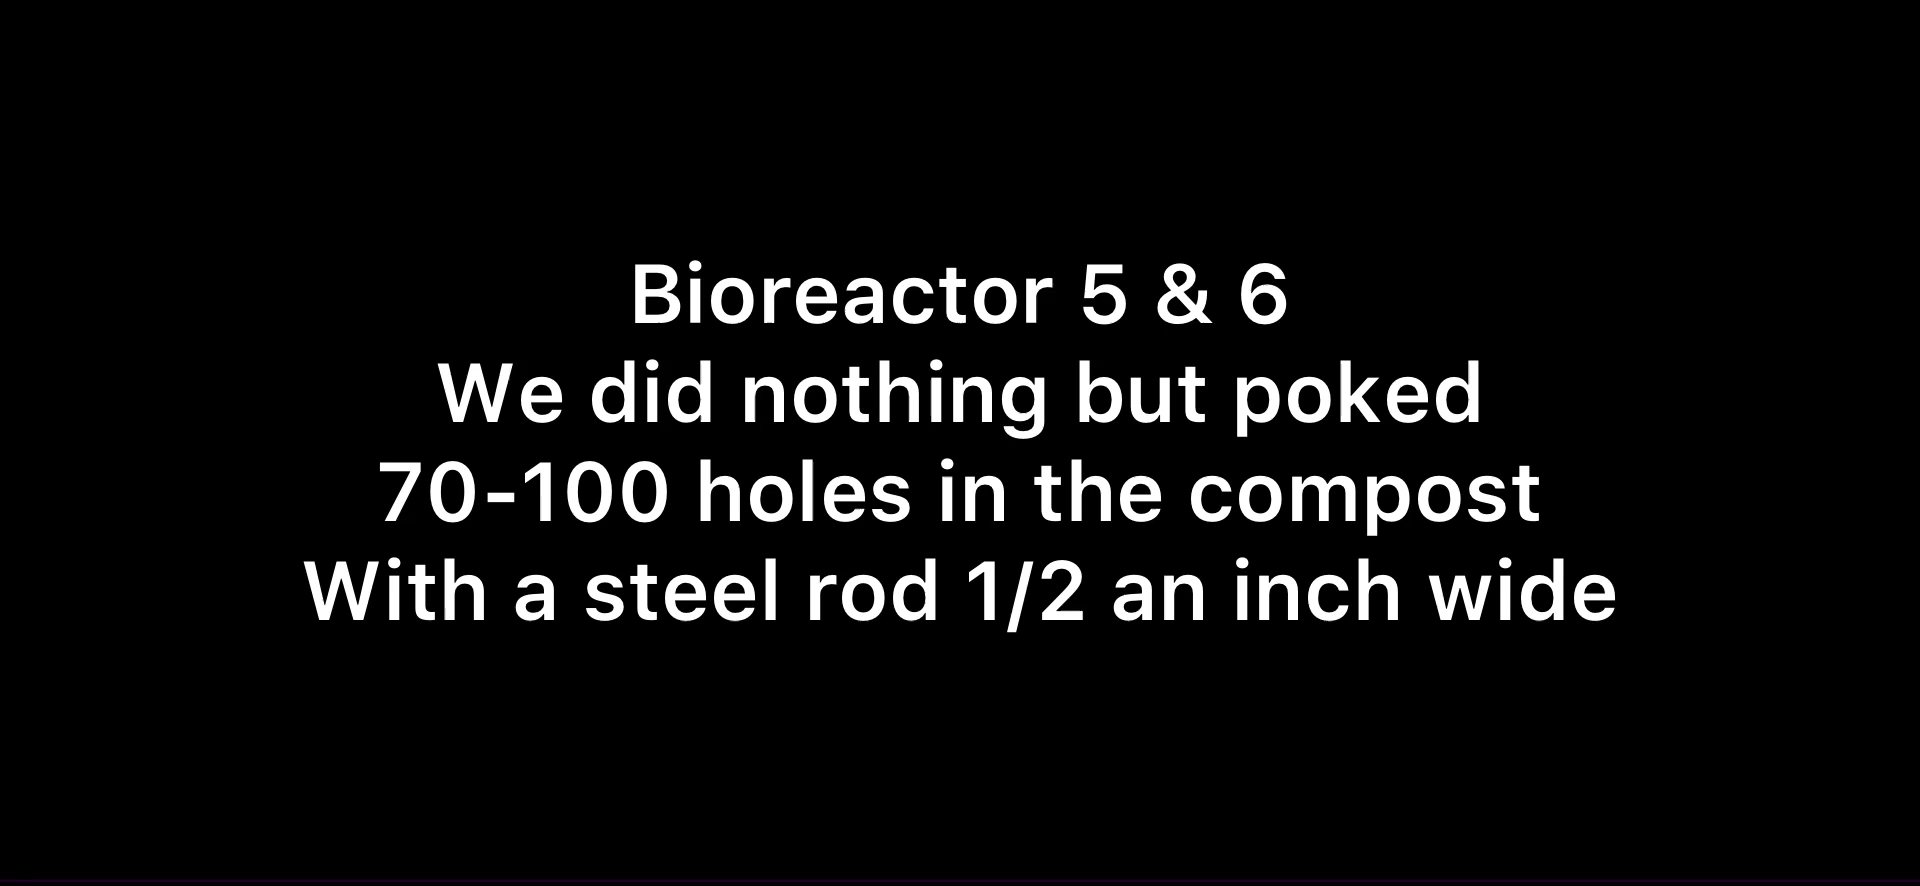 Bioreactor 5 & 6
We did nothing but poked
70-100 holes in the compost
With a steel rod 1/2 an inch wide